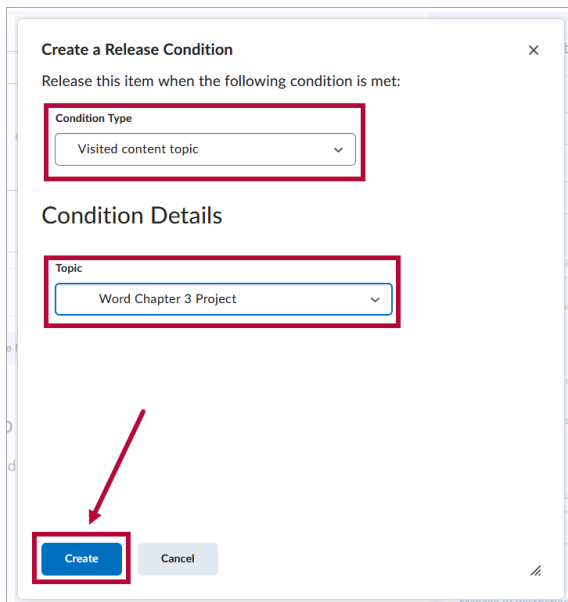 Create a Release Condition
Release this item when the following condition is met:
Condition Type
Visited content topic
Condition Details
Topic
Word Chapter 3 Project
Create
Cancel